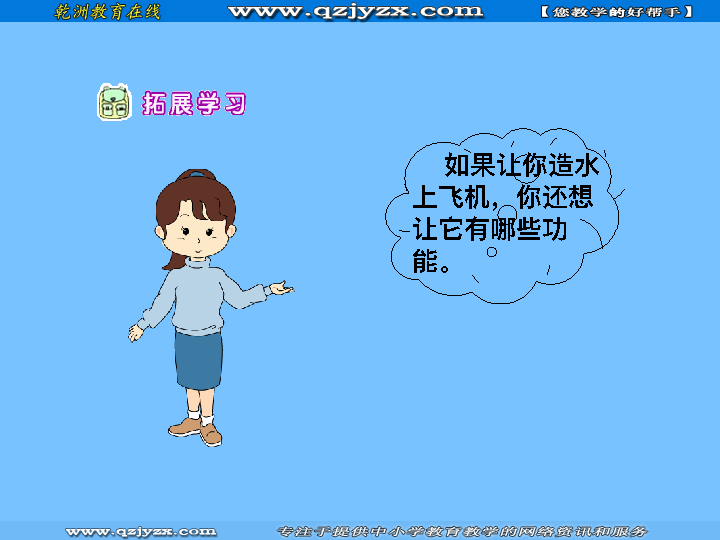 乾洲教育在线 www.qzjyzx.com 【您教学的好帮手】
拓展学习
如果让你造水
上飞机，你还想
让它有哪些功
能。
www.qzjyzx.com 专注于提供中小学教育教学的网络资讯和服务